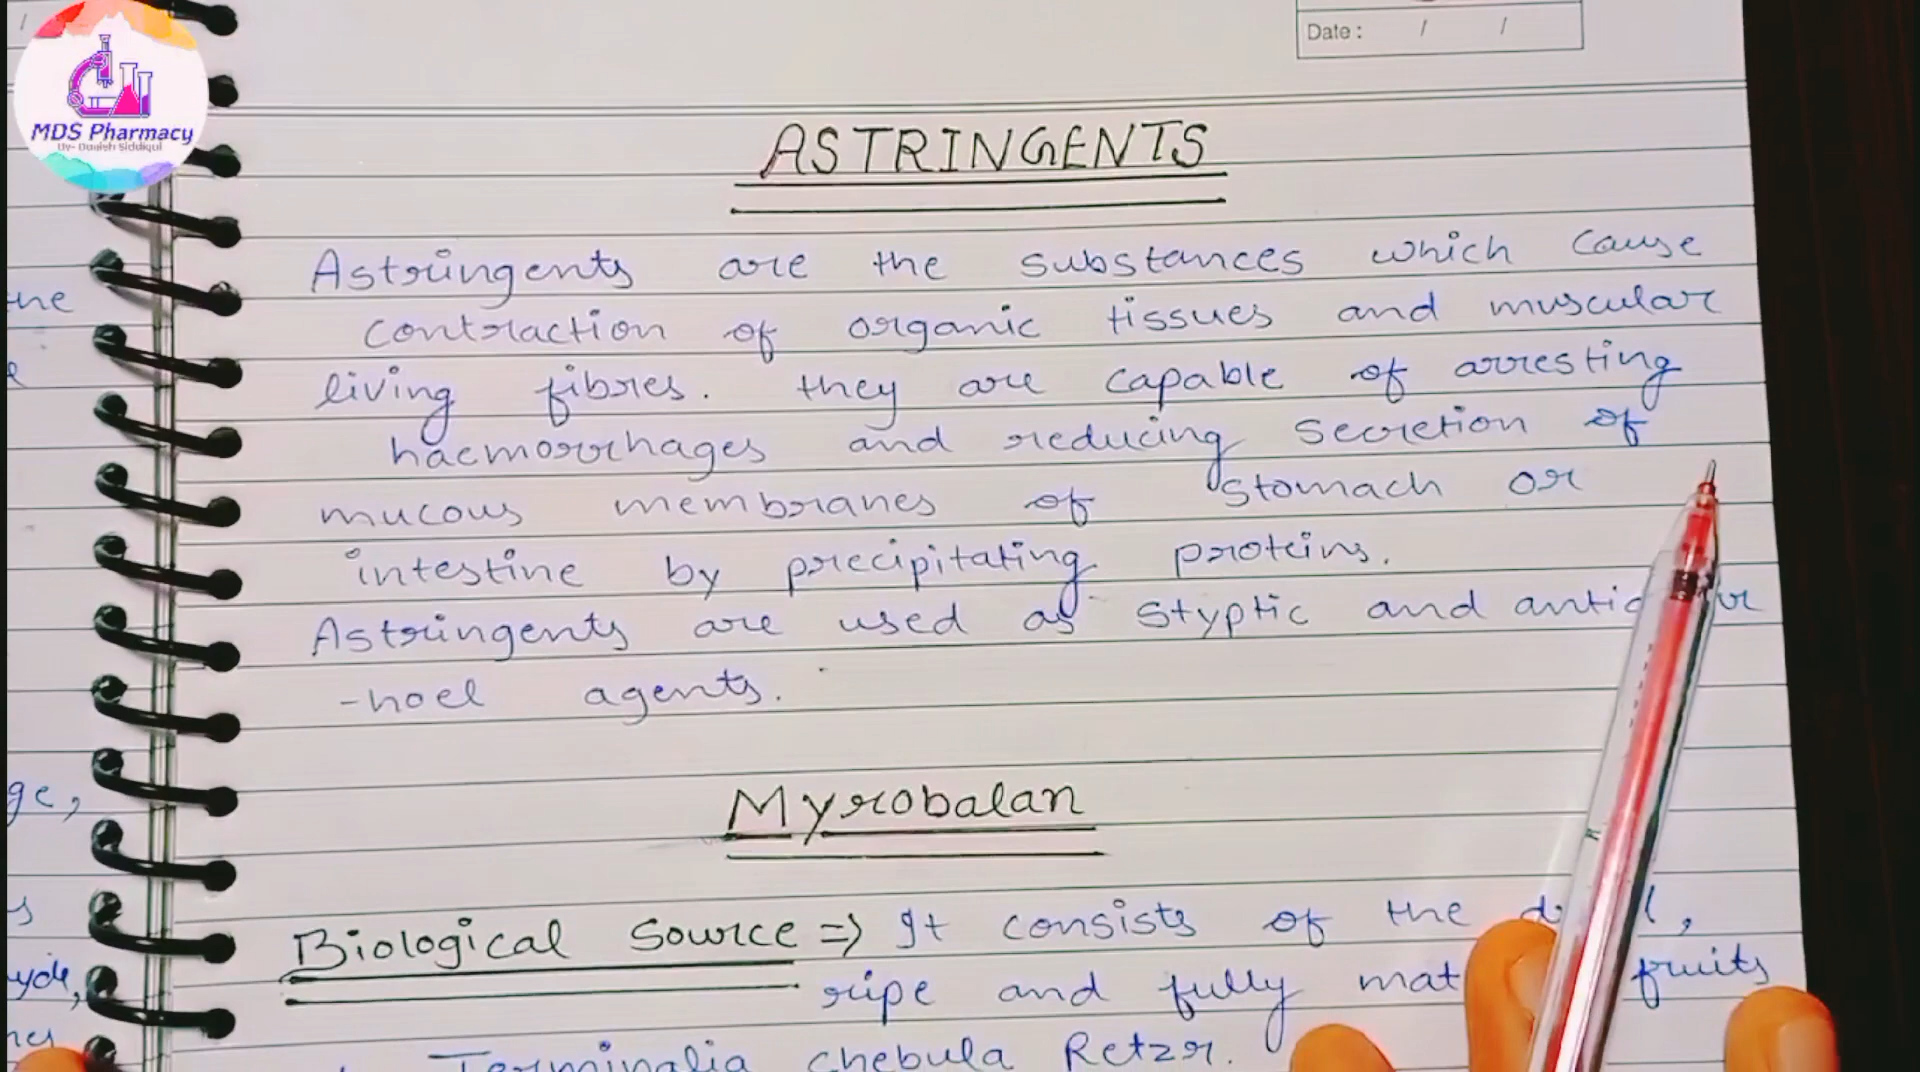 Date : / /
MDS Pharmacy
By- Danish Siddiqui
ASTRINGENTS
Astringents are the substances which cause
contraction of organic tissues and muscular
living fibres. they are capable of arresting
haemorrhages and reducing secretion of
mucous membranes of stomach or
intestine by precipitating proteins.
Astringents are used as styptic and
-hoel agents.
Myrobalan
Biological Source => It consists of the
ripe and fully fruits
Terminalia chebula Retzr.